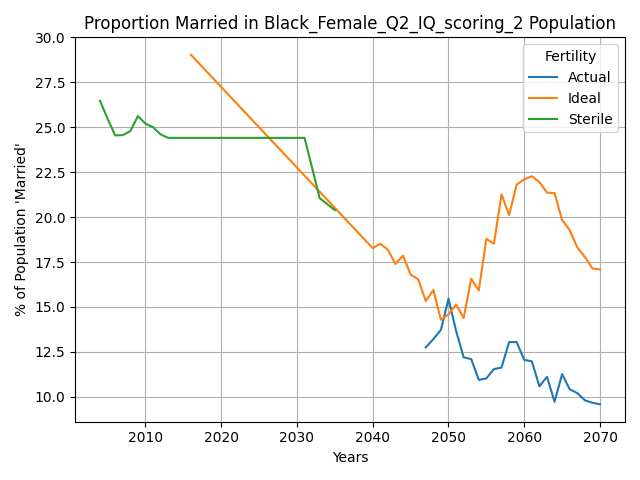 Proportion Married in Black_Female_Q2_IQ_scoring_2 Population
% of Population 'Married'
30.0
27.5
25.0
22.5
20.0
17.5
15.0
12.5
10.0
Fertility
Actual
Ideal
Sterile
2010
2020
2030
2040
2050
2060
2070
Years